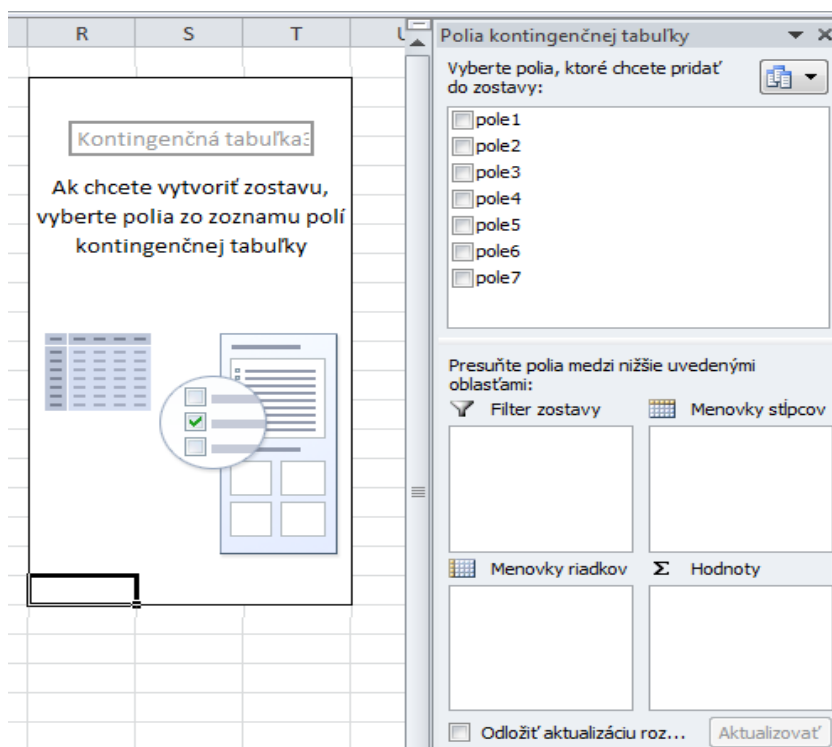 R S T
Kontingenčná tabuľka3
Ak chcete vytvoriť zostavu,
vyberte polia zo zoznamu polí
kontingenčnej tabuľky
Polia kontingenčnej tabuľky
Vyberte polia, ktoré chcete pridať
do zostavy:
pole1
pole2
pole3
pole4
pole5
pole6
pole7
Presuňte polia medzi nižšie uvedenými
oblasťami:
Filter zostavy
Menovky stĺpcov
Menovky riadkov
Σ Hodnoty
Odložiť aktualizáciu roz...
Aktualizovať